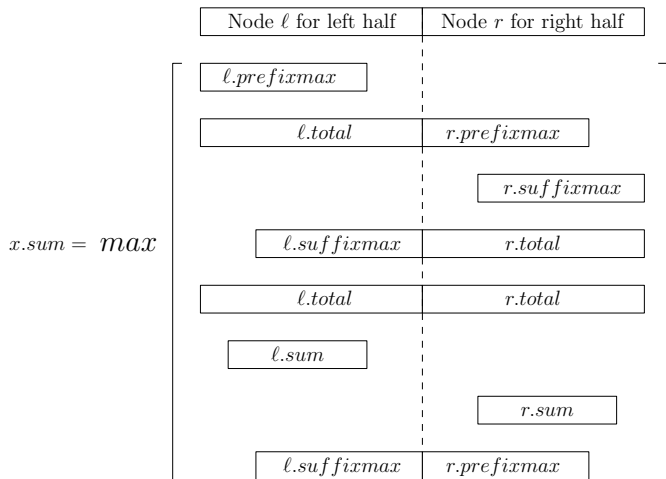 Node ℓ for left half Node r for right half
ℓ.prefixmax
ℓ.total r.prefixmax
r.suffixmax
x.sum = max ℓ.suffixmax r.total
ℓ.total r.total
ℓ.sum
r.sum
ℓ.suffixmax r.prefixmax